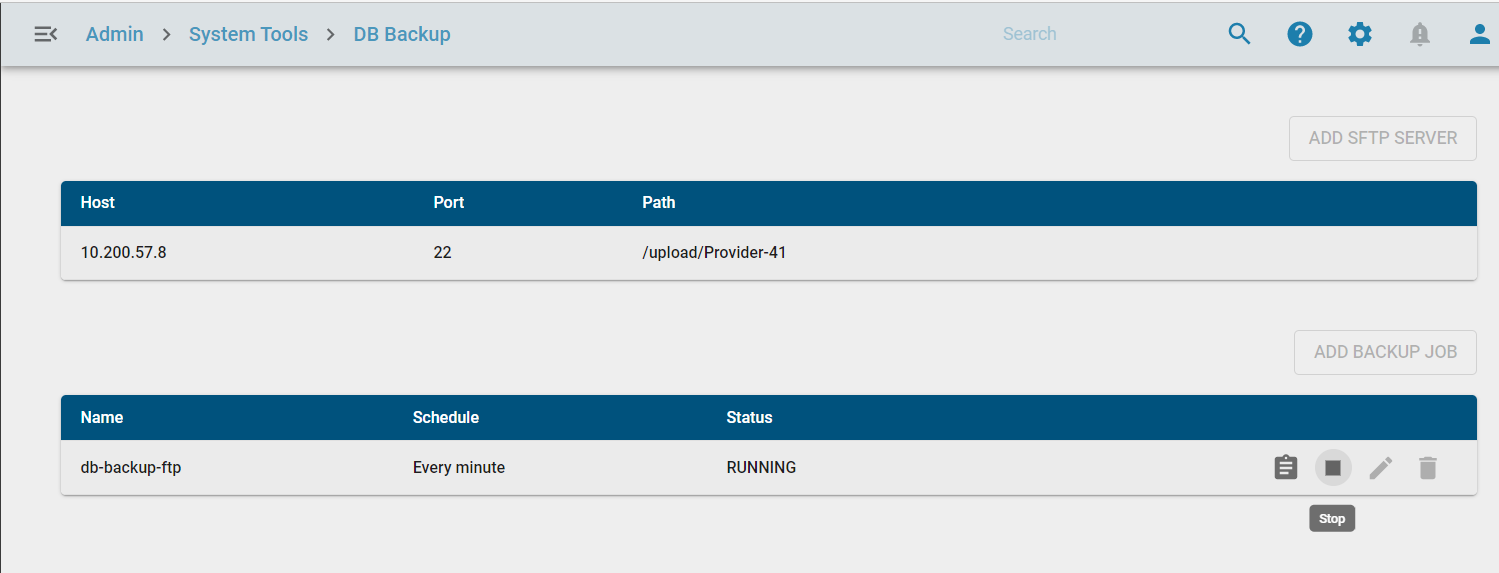 Admin > System Tools > DB Backup Search
ADD SFTP SERVER
Host Port Path
10.200.57.8 22 /upload/Provider-41
ADD BACKUP JOB
Name Schedule Status
db-backup-ftp Every minute RUNNING
Stop